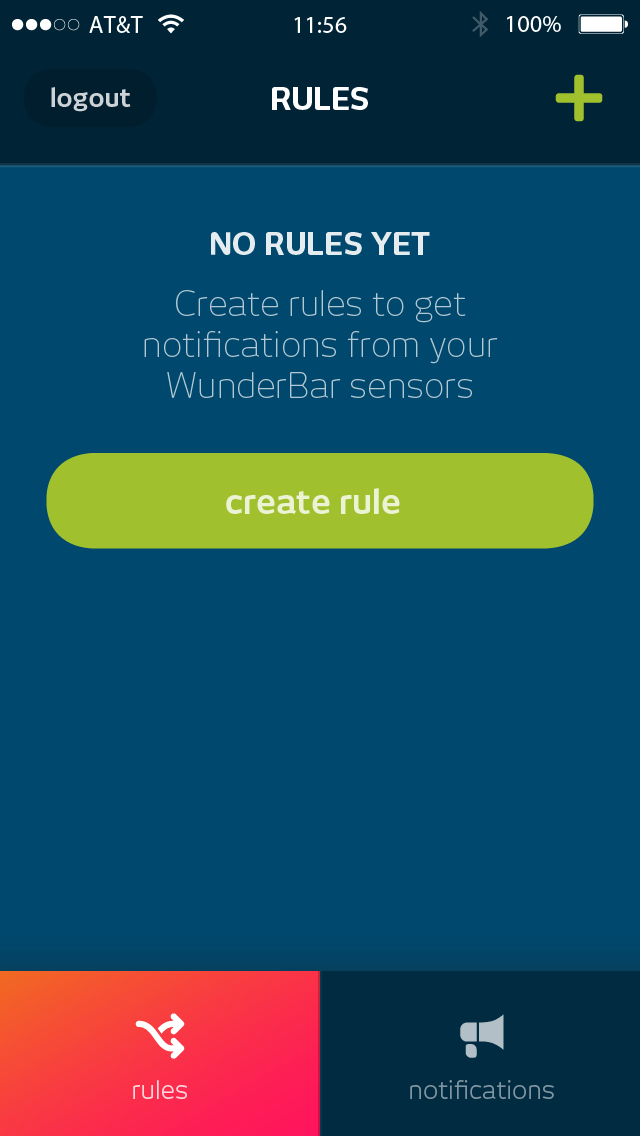 AT&T 11:56 100%
logout RULES
NO RULES YET
Create rules to get
notifications from your
WunderBar sensors
create rule
rules notifications